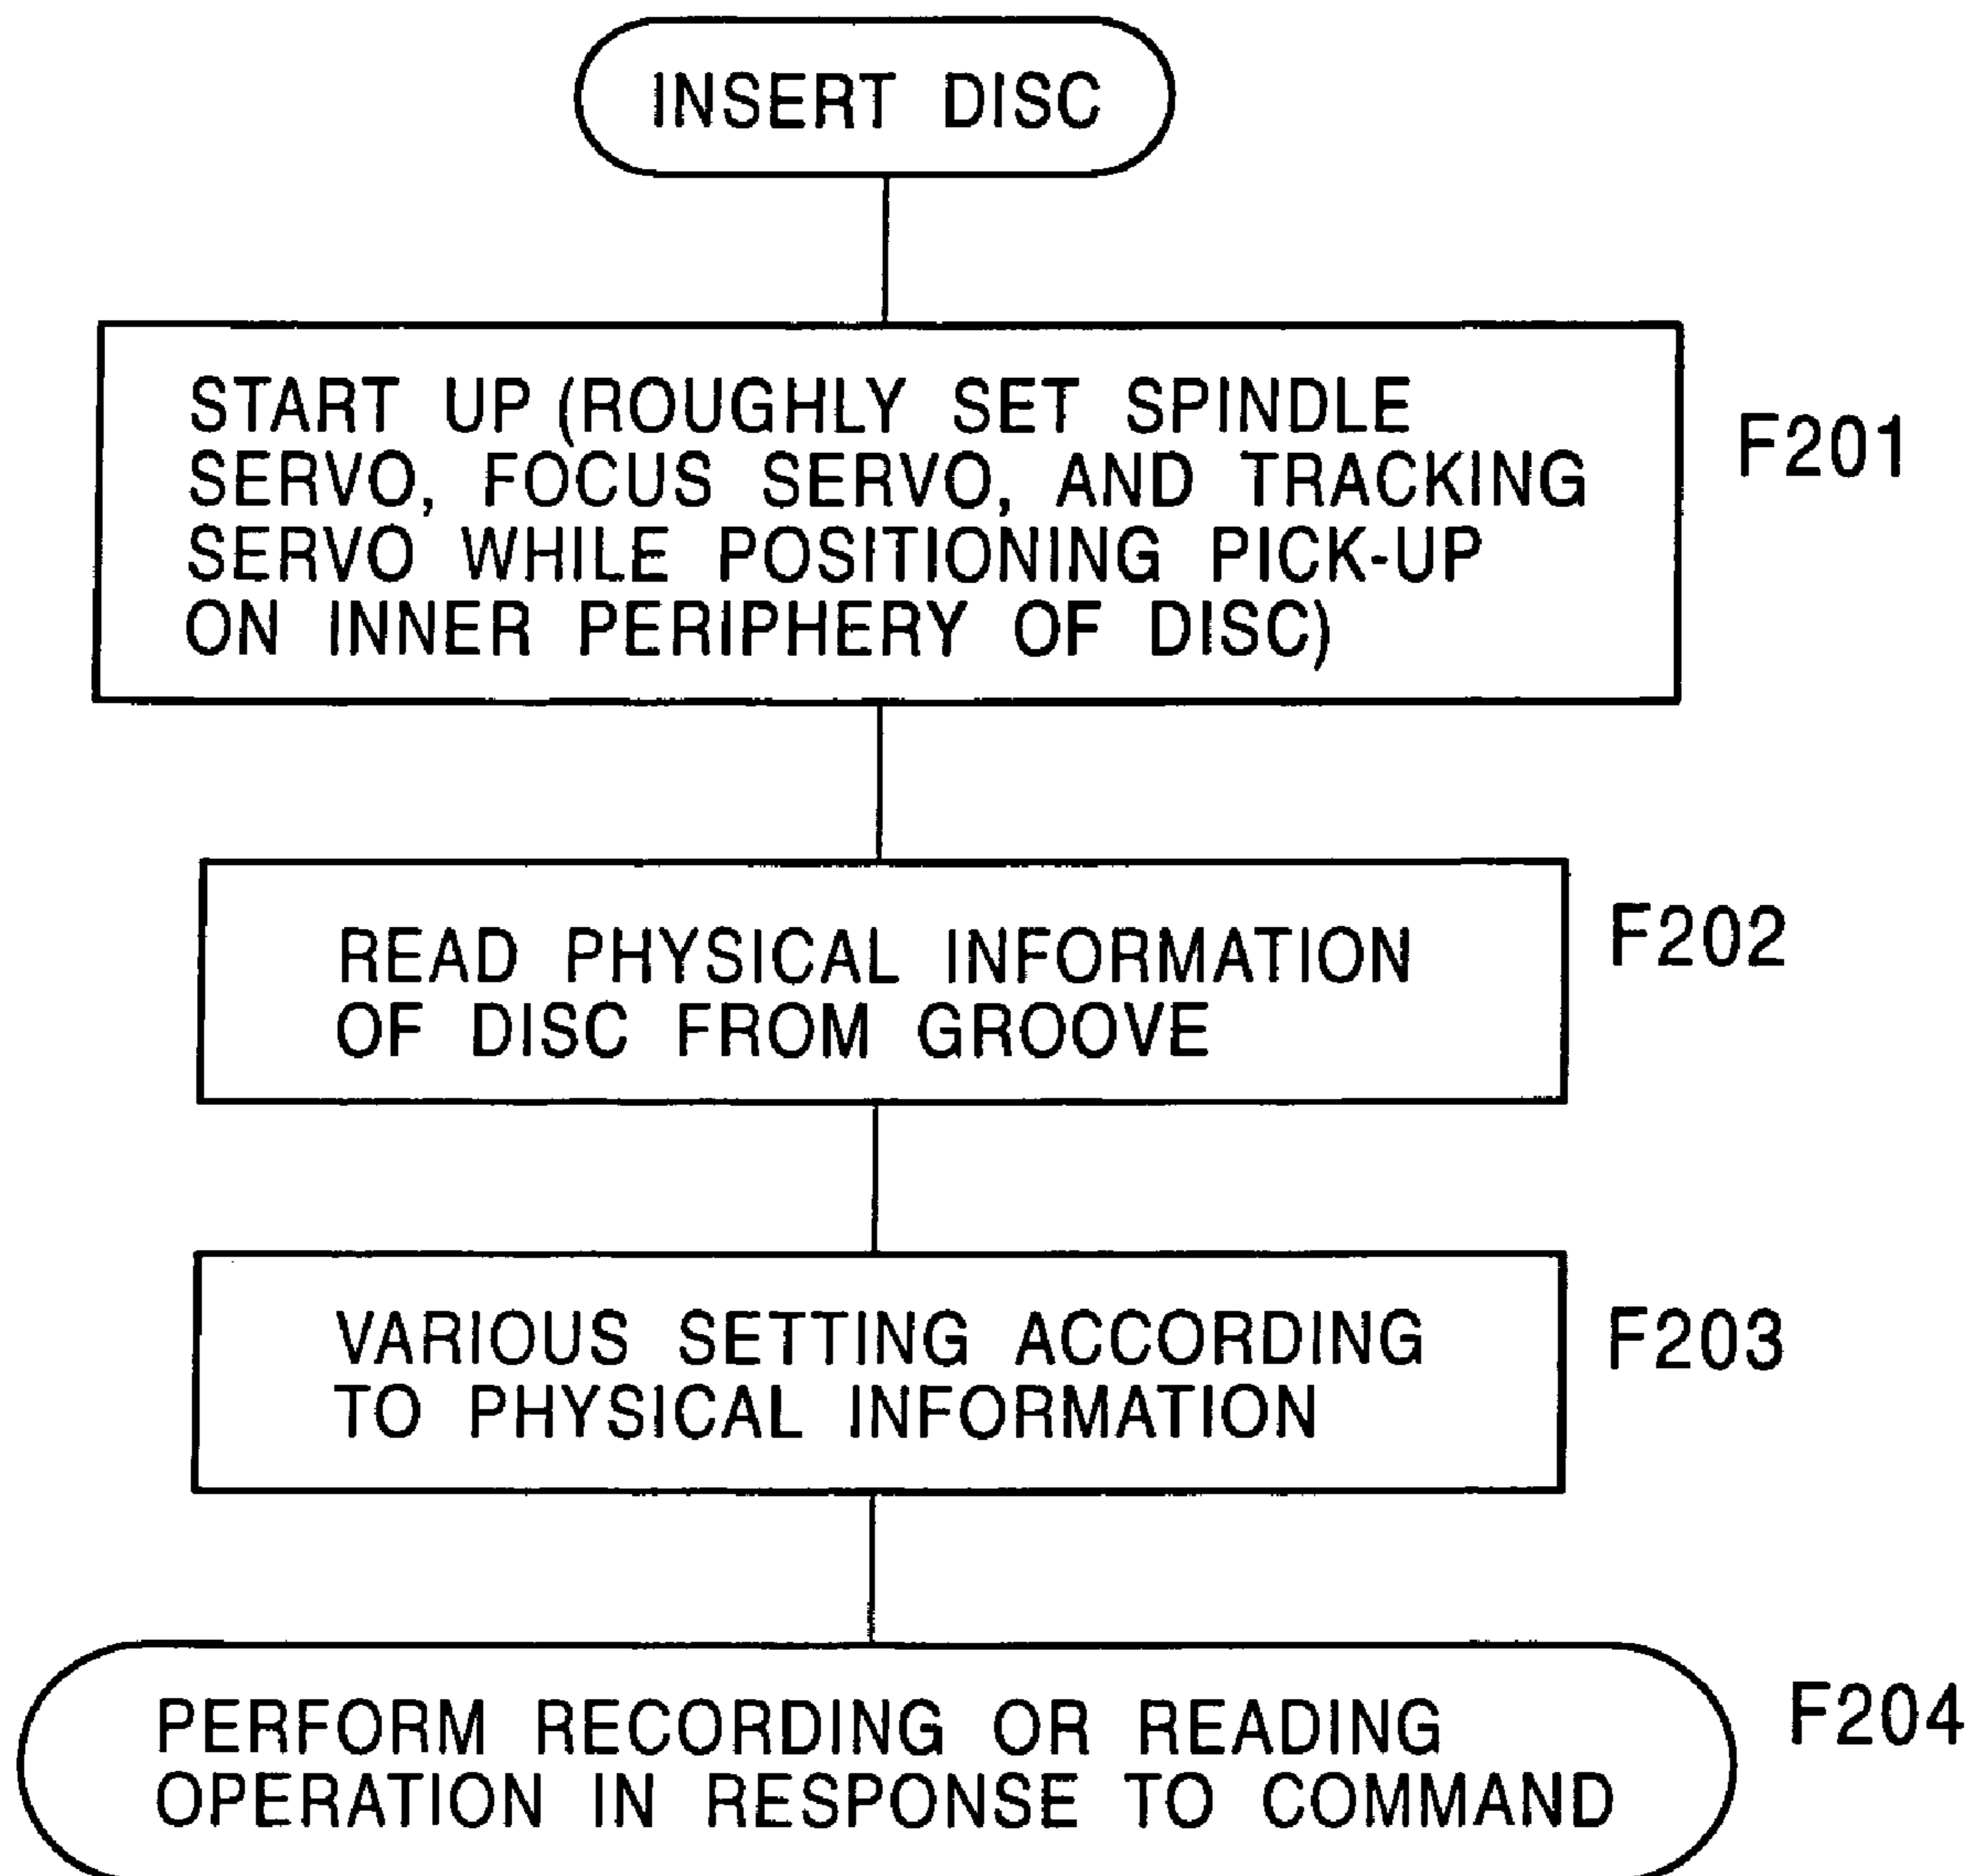 INSERT DISC
START UP (ROUGHLY SET SPINDLE
SERVO, FOCUS SERVO, AND TRACKING
SERVO WHILE POSITIONING PICK-UP
ON INNER PERIPHERY OF DISC)
F201
READ PHYSICAL INFORMATION
OF DISC FROM GROOVE
F202
VARIOUS SETTING ACCORDING
TO PHYSICAL INFORMATION
F203
PERFORM RECORDING OR READING
OPERATION IN RESPONSE TO COMMAND
F204